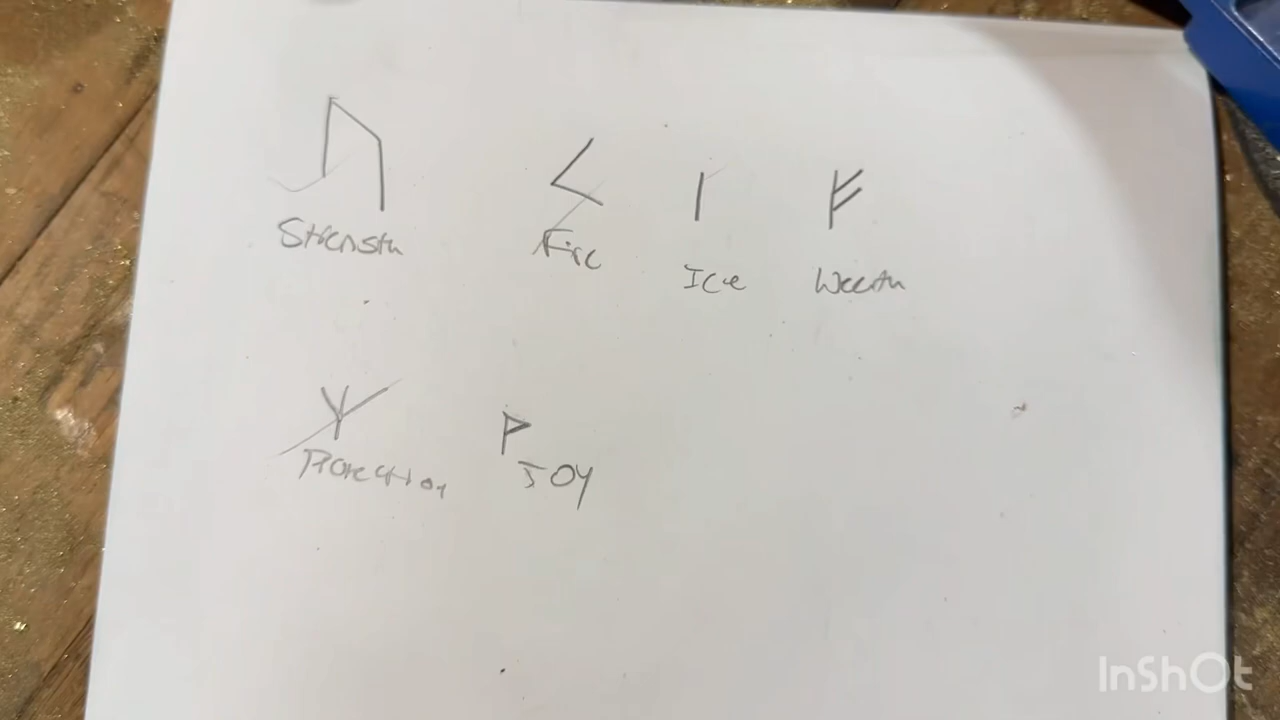 ᚢ ᚲ ᛁ ᚠ
Strength Fire Ice Wealth
ᛉ ᚹ
Protection JOY
InShOt